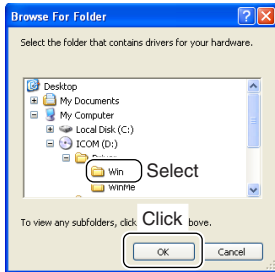 Browse For Folder
Select the folder that contains drivers for your hardware.
Desktop
My Documents
My Computer
Local Disk (C:)
ICOM (D:)
Win
Select
WinMe
Click
To view any subfolders, click above.
OK
Cancel